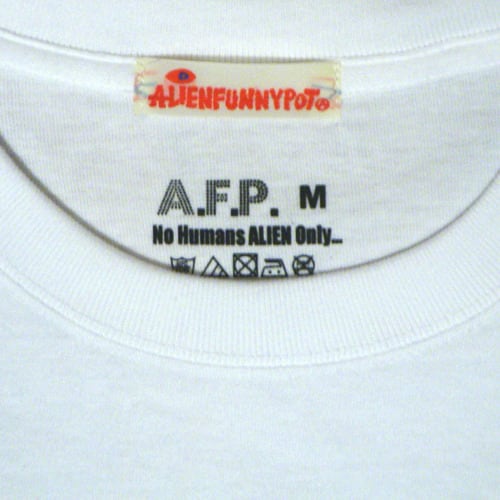 ALIENFUNNYPOT
A.F.P. M
No Humans ALIEN Only...